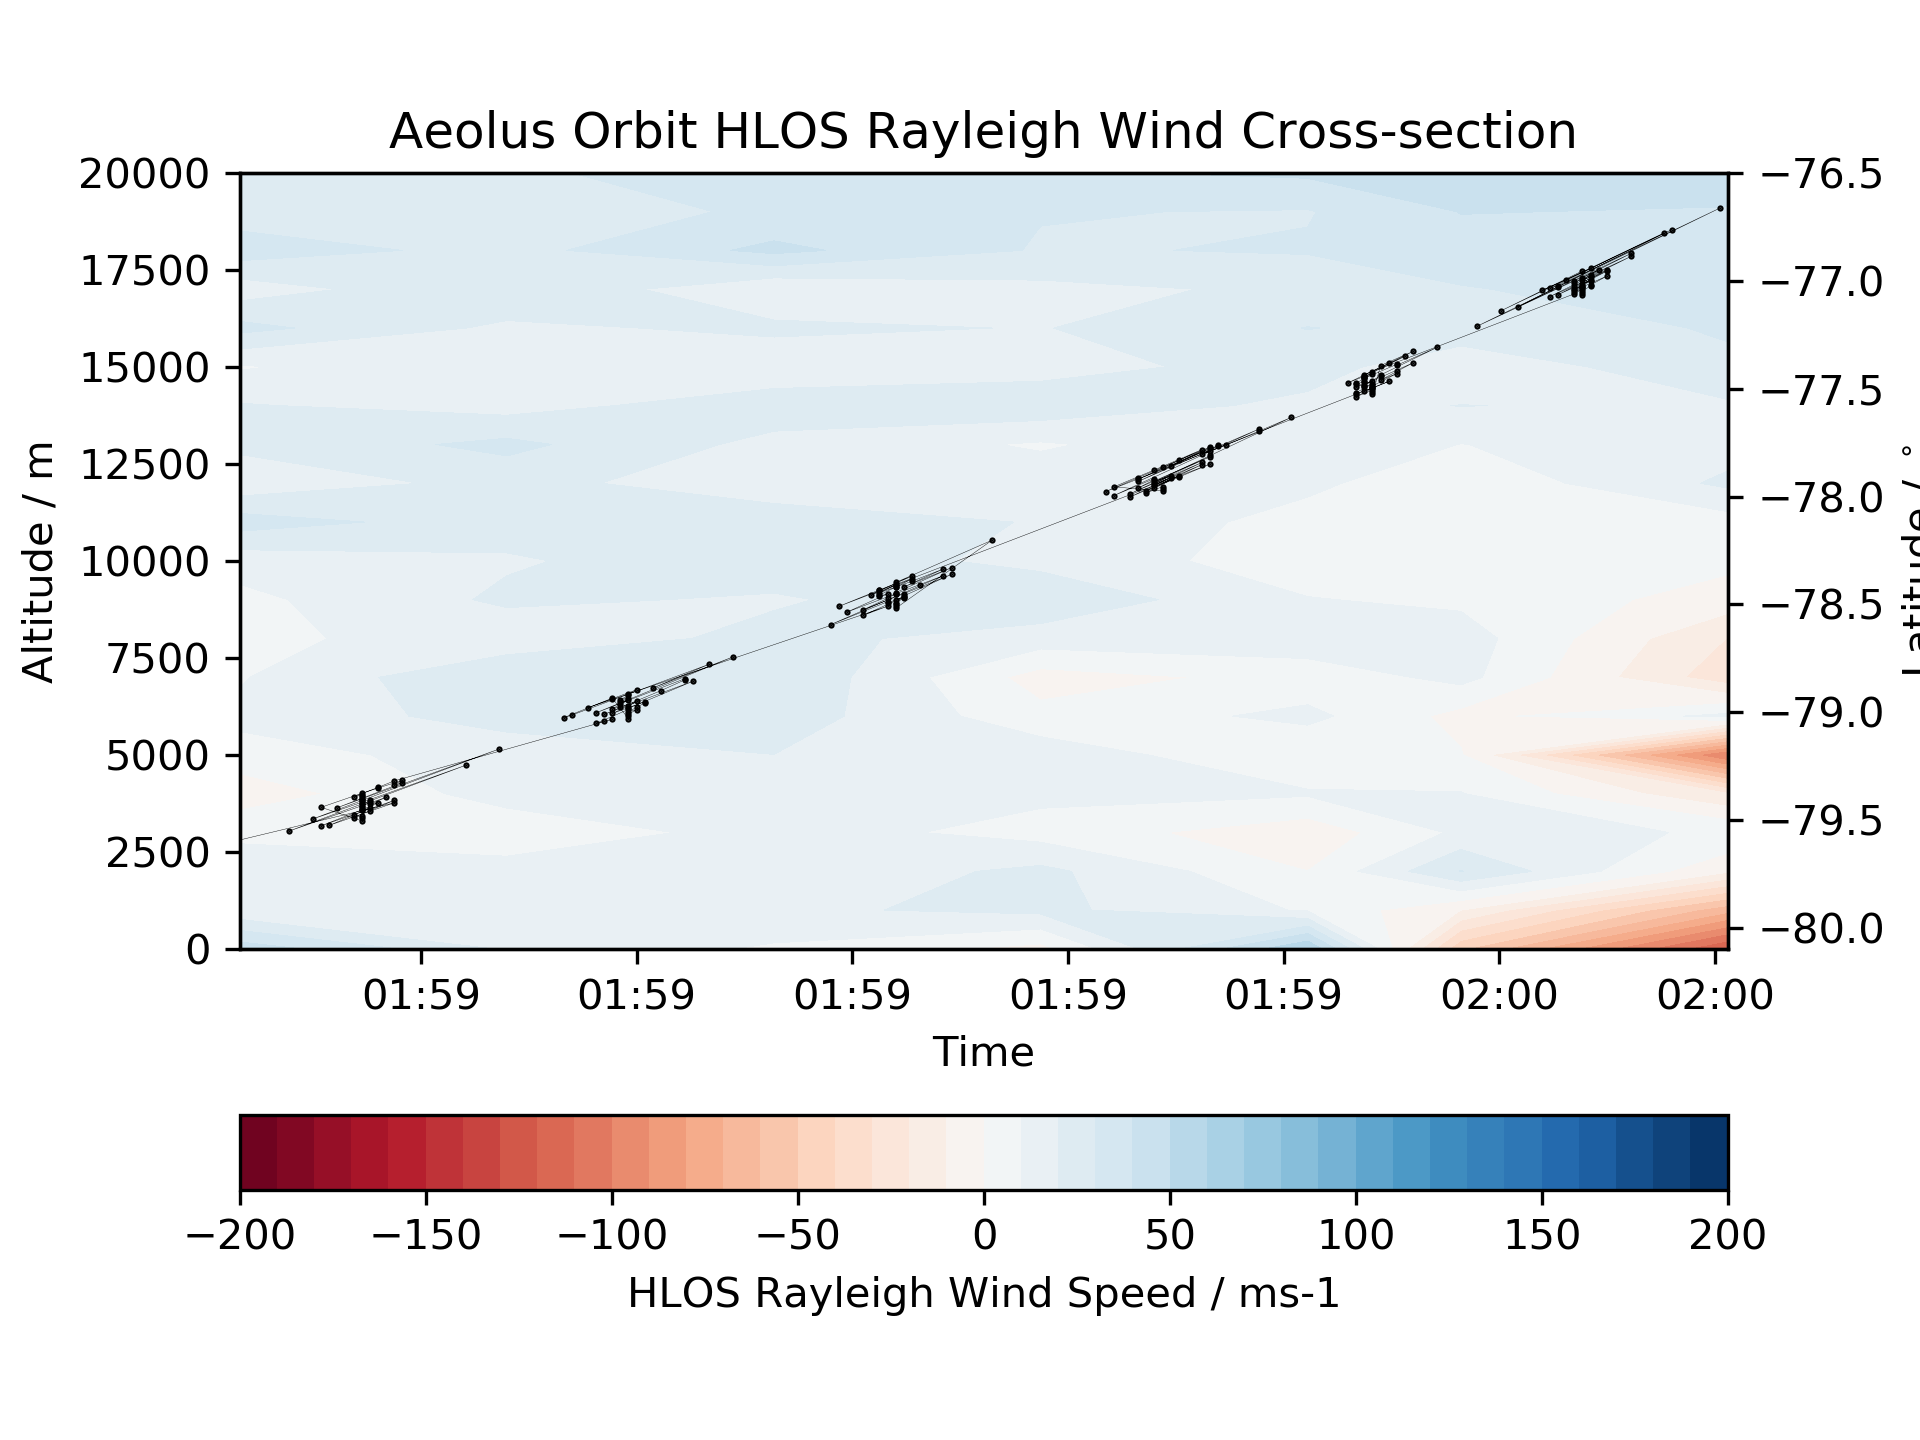 Aeolus Orbit HLOS Rayleigh Wind Cross-section
20000
17500
15000
12500
10000
7500
5000
2500
0
Altitude / m
−76.5
−77.0
−77.5
−78.0
−78.5
−79.0
−79.5
−80.0
Latitude / °
01:59 01:59 01:59 01:59 01:59 02:00 02:00
Time
−200 −150 −100 −50 0 50 100 150 200
HLOS Rayleigh Wind Speed / ms-1